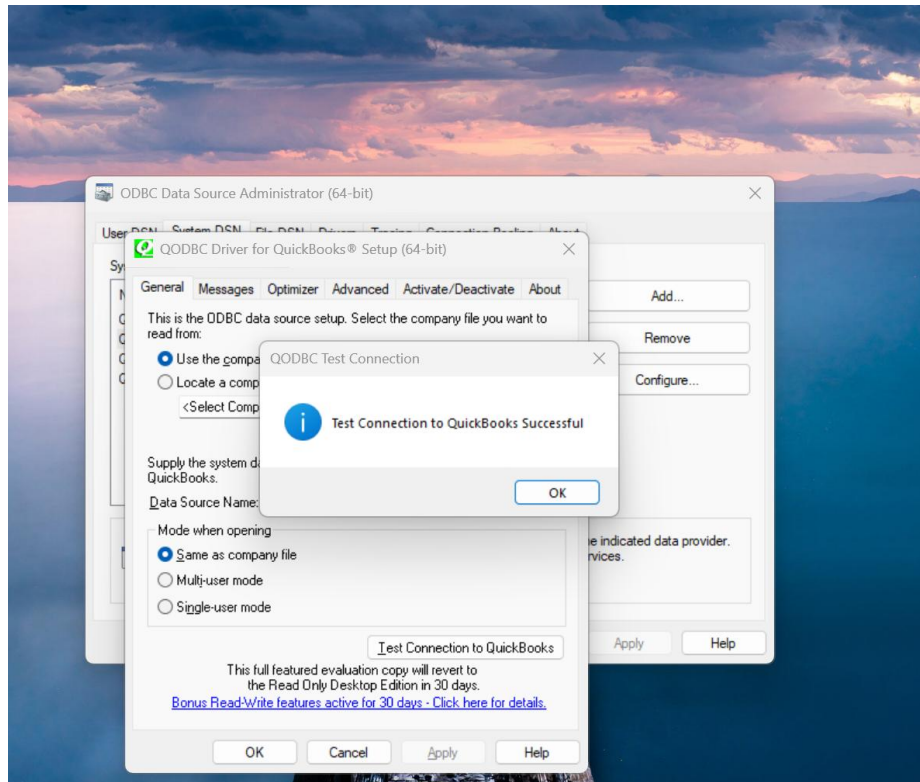 ODBC Data Source Administrator (64-bit)
QODBC Driver for QuickBooks® Setup (64-bit)
General Messages Optimizer Advanced Activate/Deactivate About
This is the ODBC data source setup. Select the company file you want to
read from:
Use the
Locate a
<Select
QODBC Test Connection
Test Connection to QuickBooks Successful
OK
Supply the system
QuickBooks.
Data Source Name:
Mode when opening
Same as company file
Multi-user mode
Single-user mode
Test Connection to QuickBooks
This full featured evaluation copy will revert to
the Read Only Desktop Edition in 30 days.
Bonus Read-Write features active for 30 days - Click here for details.
OK Cancel Apply Help
Add...
Remove
Configure...
indicated data provider.
Apply Help